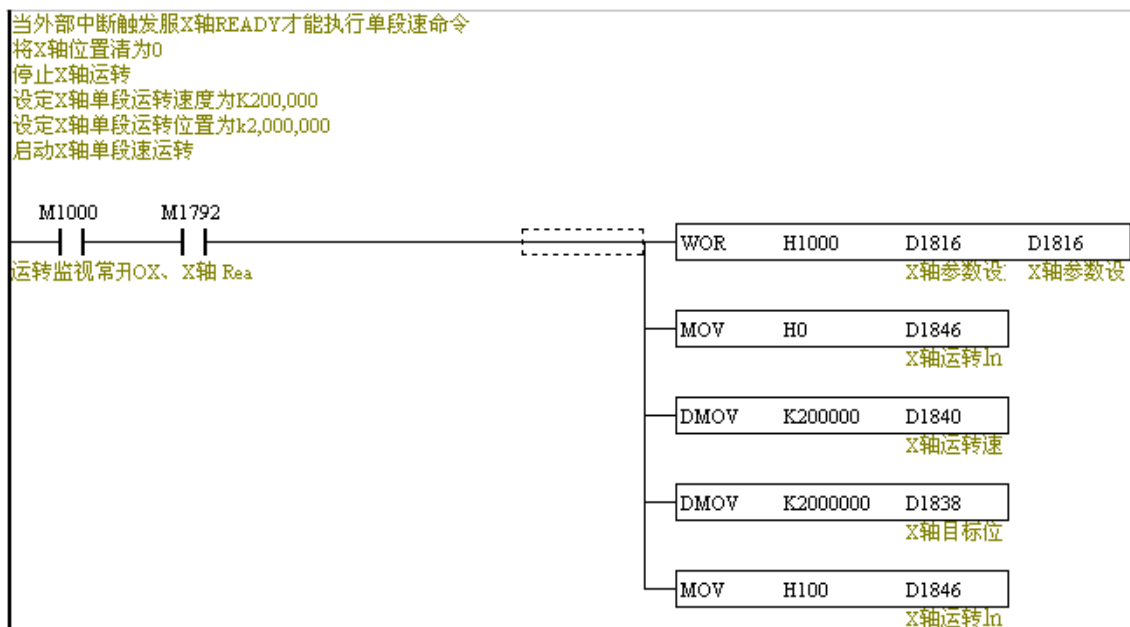 当外部中断触发服X轴READY才能执行单段速命令
将X轴位置清为0
停止X轴运转
设定X轴单段运转速度为K200,000
设定X轴单段运转位置为k2,000,000
启动X轴单段速运转
M1000 M1792
WOR H1000 D1816 D1816
运转监视常开OX、X轴 Rea
X轴参数设 X轴参数设
MOV H0 D1846
X轴运转In
DMOV K200000 D1840
X轴运转速
DMOV K2000000 D1838
X轴目标位
MOV H100 D1846
X轴运转In